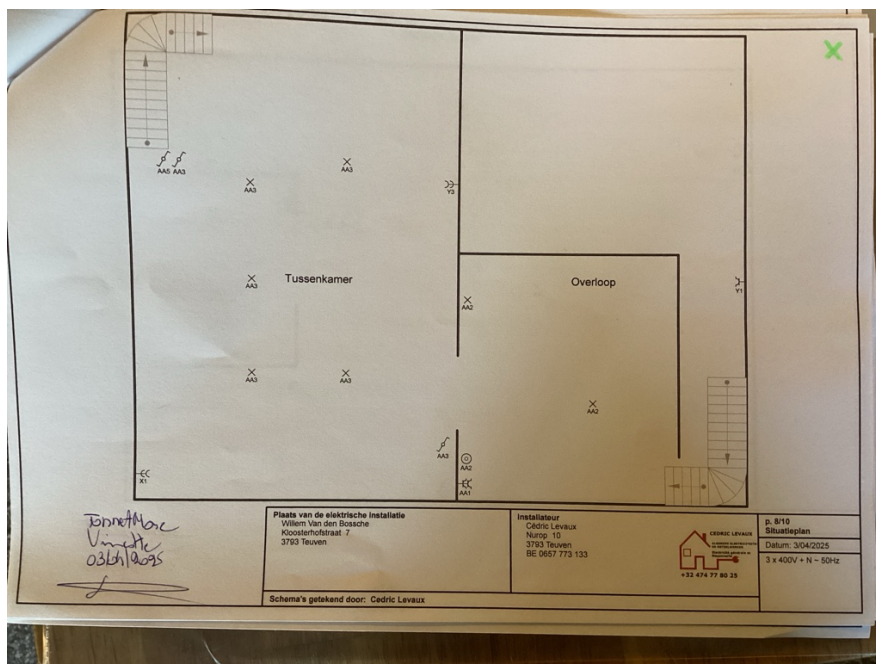 AA5 AA3
AA3
AA3
Y3
AA3
Tussenkamer
Overloop
Y1
AA2
AA3
AA3
AA2
AA3
AA2
AA1
X1
Plaats van de elektrische installatie
Willem Van den Bossche
Kloosterhofstraat 7
3793 Teuven
Schema's getekend door: Cedric Levaux
Installateur
Cédric Levaux
Nurop 10
3793 Teuven
BE 0657 773 133
CEDRIC LEVAUX
+32 474 77 80 25
p. 8/10
Situatieplan
Datum: 3/04/2025
3 x 400V + N ~ 50Hz